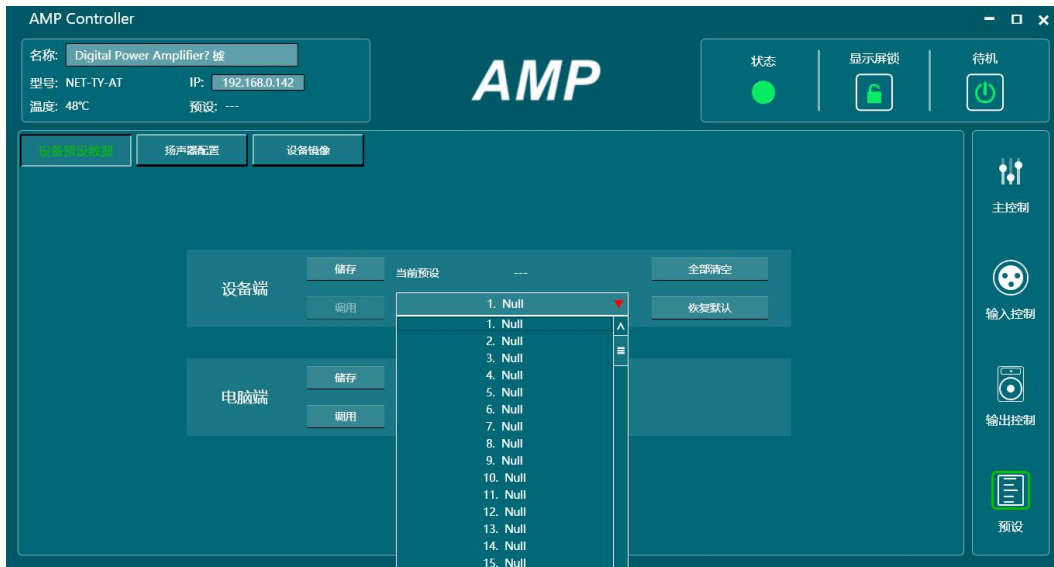 AMP Controller
名称: Digital Power Amplifier? 摅
型号: NET-TY-AT IP: 192.168.0.142
温度: 48℃ 预设: ---
AMP
状态 显示屏锁 待机
设备预设数据 扬声器配置 设备镜像
设备端
储存 当前预设 --- 全部清空
调用 1. Null 恢复默认
1. Null
2. Null
3. Null
4. Null
5. Null
6. Null
7. Null
8. Null
9. Null
10. Null
11. Null
12. Null
13. Null
14. Null
15. Null
电脑端
储存
调用
主控制
输入控制
输出控制
预设